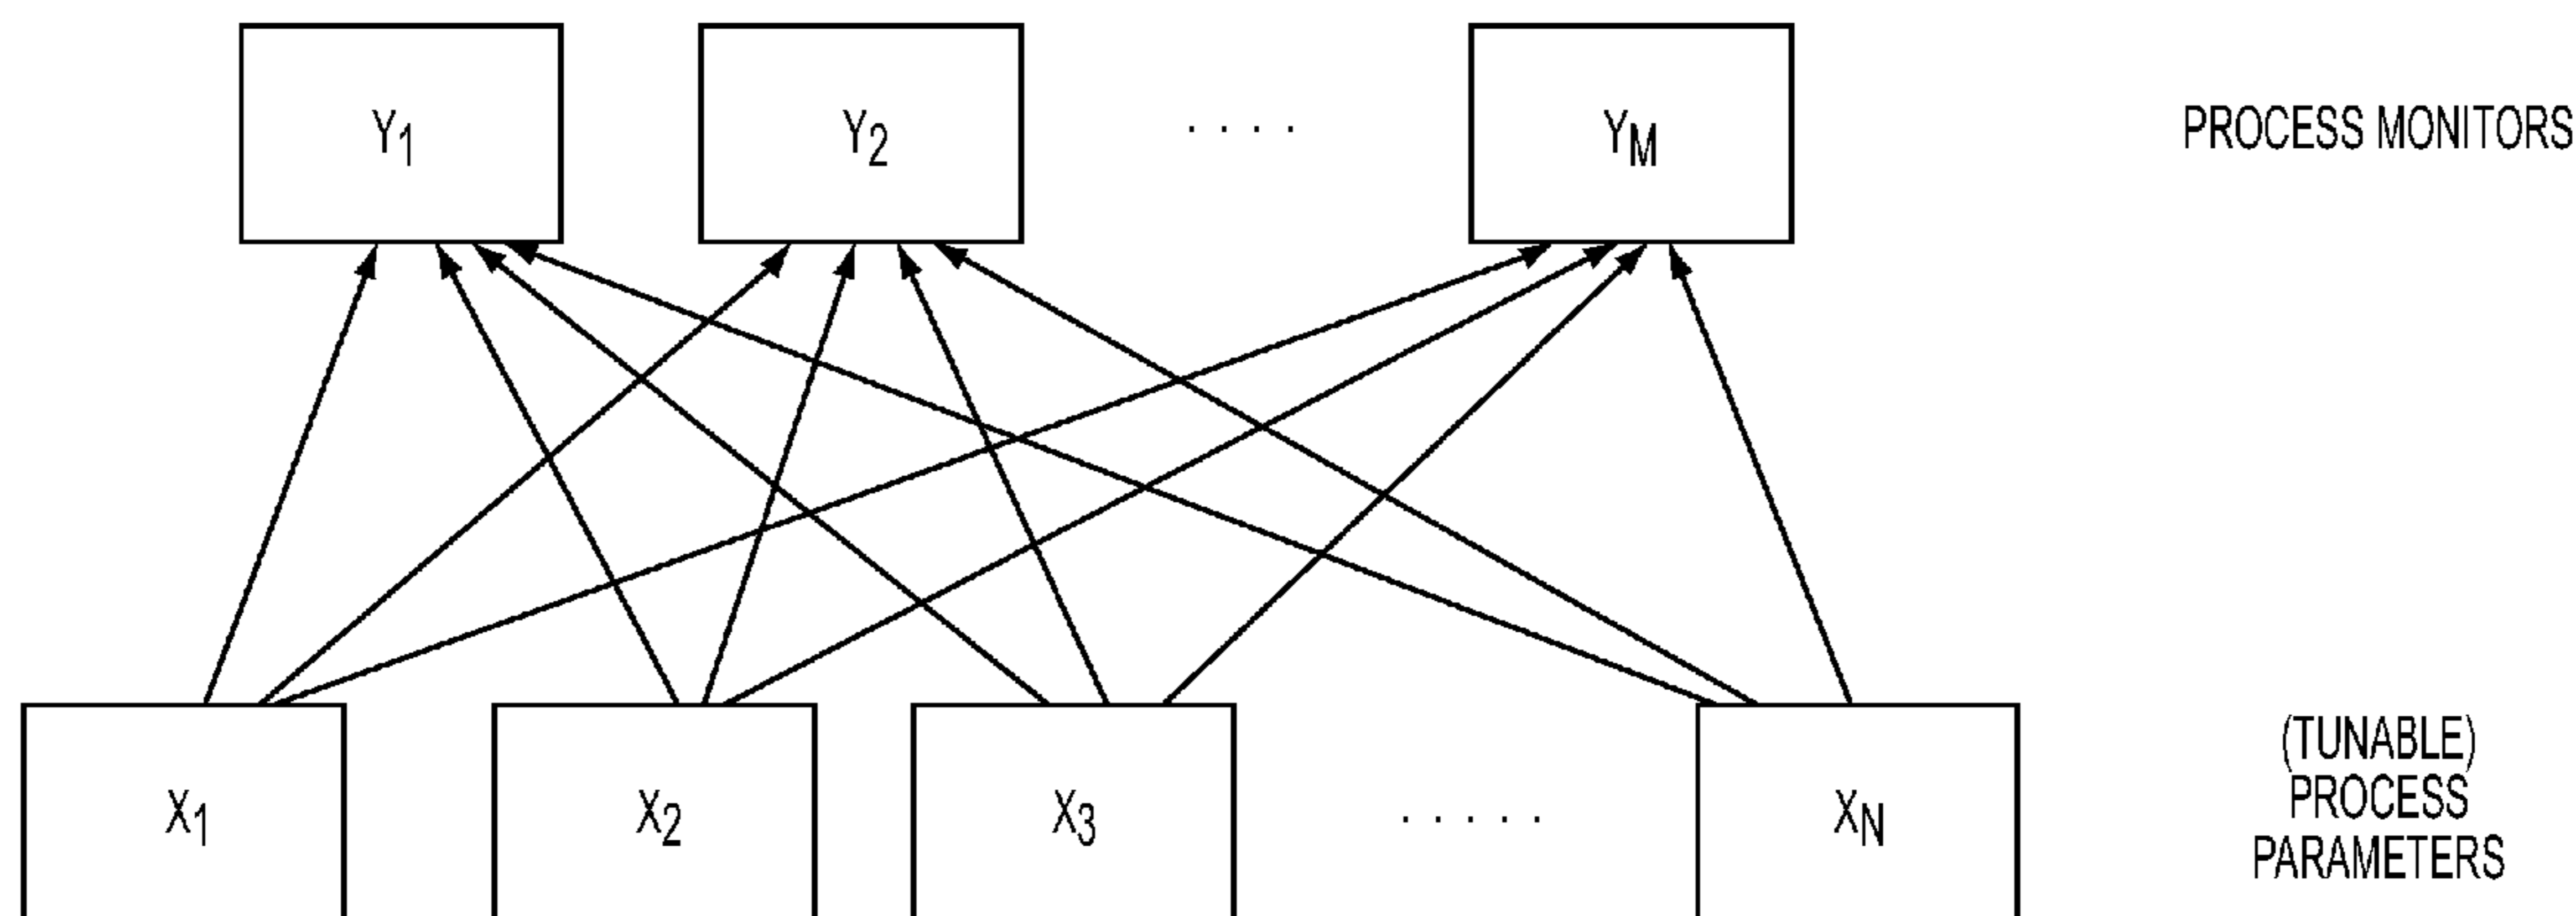 Y1 Y2 . . . . YM PROCESS MONITORS
(TUNABLE)
X1 X2 X3 . . . . . XN PROCESS
PARAMETERS